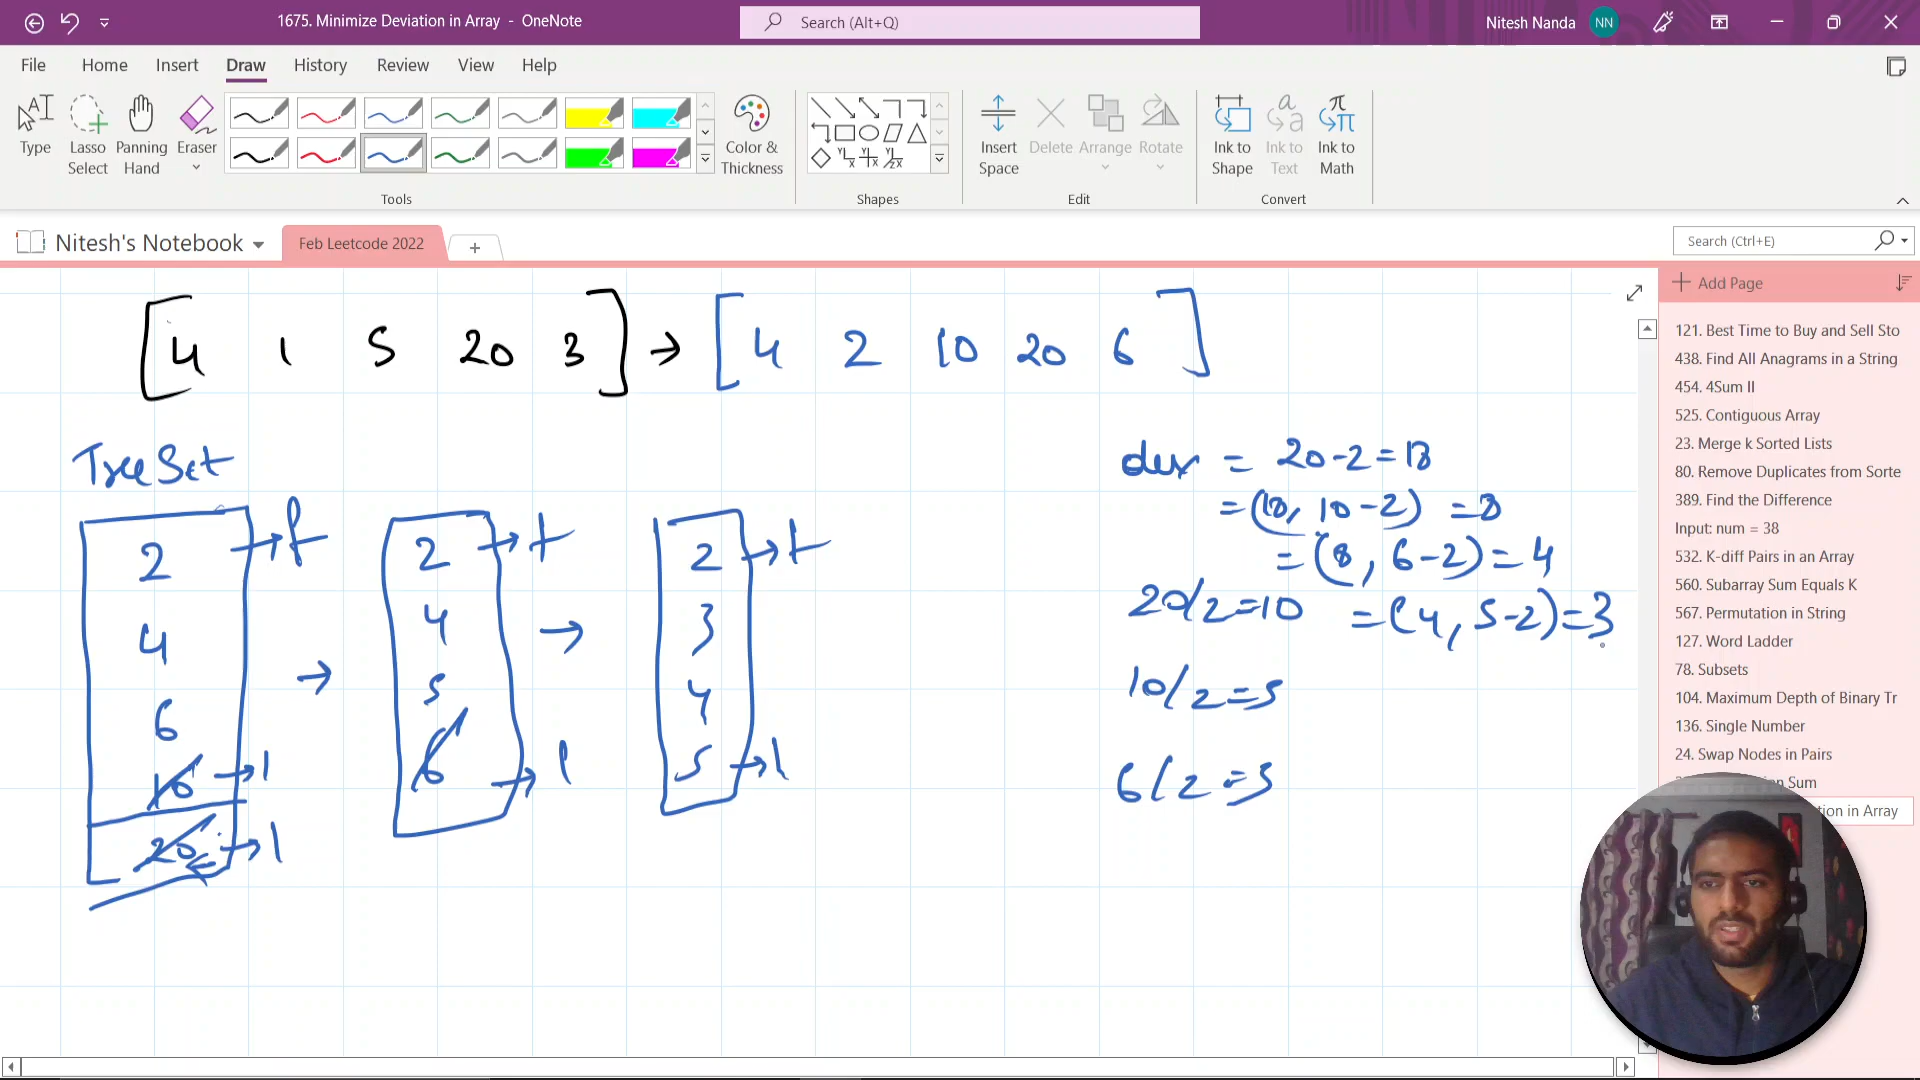 1675. Minimize Deviation in Array - OneNote
Search (Alt+Q)
Nitesh Nanda NN
File Home Insert Draw History Review View Help
Type
Lasso Select
Panning Hand
Eraser
Color & Thickness
Insert Space
Delete
Arrange
Rotate
Ink to Shape
Ink to Text
Ink to Math
Tools Shapes Edit Convert
Nitesh's Notebook
Feb Leetcode 2022
+
Search (Ctrl+E)
Add Page
121. Best Time to Buy and Sell Sto
438. Find All Anagrams in a String
454. 4Sum II
525. Contiguous Array
23. Merge k Sorted Lists
80. Remove Duplicates from Sorte
389. Find the Difference
Input: num = 38
532. K-diff Pairs in an Array
560. Subarray Sum Equals K
567. Permutation in String
127. Word Ladder
78. Subsets
104. Maximum Depth of Binary Tr
136. Single Number
24. Swap Nodes in Pairs
Sum
in Array
[4 1 5 20 3] → [4 2 10 20 6]
TreeSet
2 → f
4
6
10 → l
20 → l
→
2 → f
4
5
6 → l
→
2 → f
3
4
5 → l
dev = 20-2=18
=(18, 10-2) =8
=(8, 6-2)=4
20/2=10 =(4, 5-2)=3
10/2=5
6/2=3